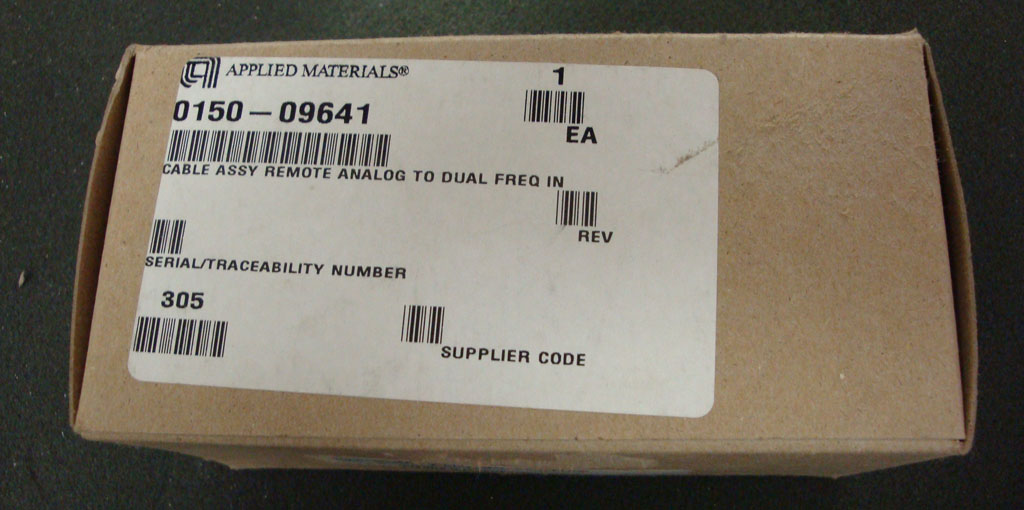 APPLIED MATERIALS®
1
0150-09641
EA
CABLE ASSY REMOTE ANALOG TO DUAL FREQ IN
REV
SERIAL/TRACEABILITY NUMBER
305
SUPPLIER CODE